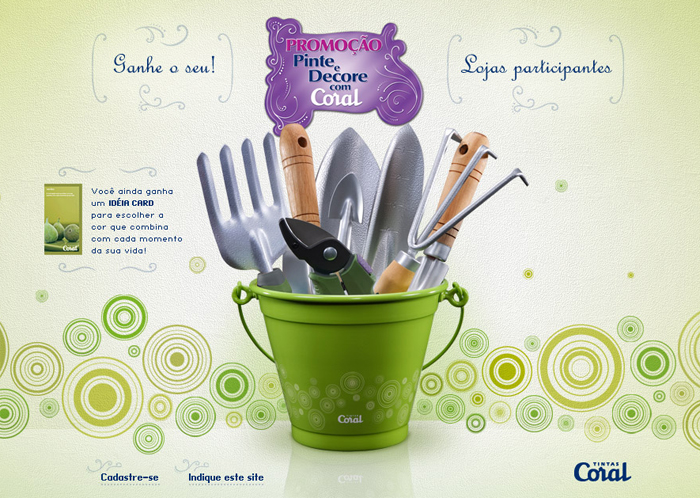 Ganhe o seu!
PROMOÇÃO
Pinte e
Decore
com
Coral
Lojas participantes
Você ainda ganha
um IDÉIA CARD
para escolher a
cor que combina
com cada momento
da sua vida!
Coral
Coral
Cadastre-se
Indique este site
TINTAS
Coral